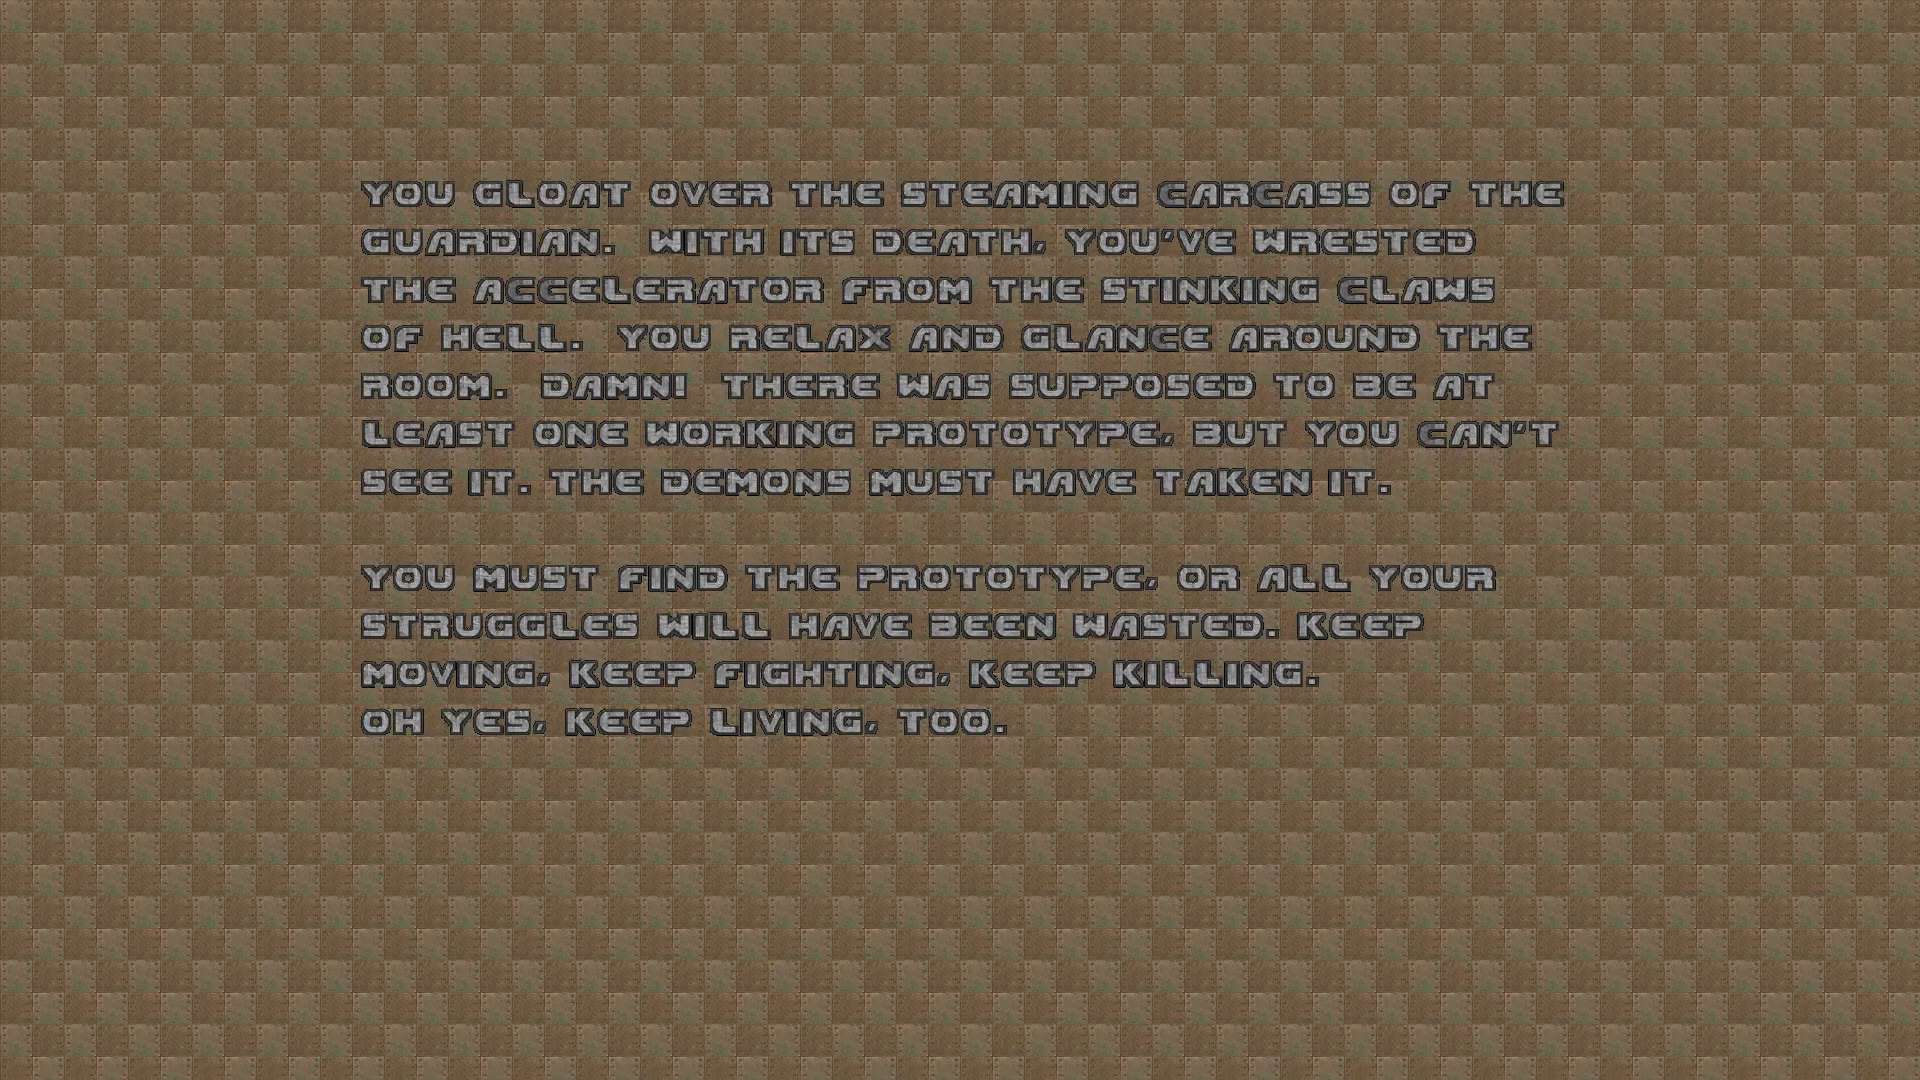 YOU GLOAT OVER THE STEAMING CARCASS OF THE
GUARDIAN.  WITH ITS DEATH, YOU'VE WRESTED
THE ACCELERATOR FROM THE STINKING CLAWS
OF HELL.  YOU RELAX AND GLANCE AROUND THE
ROOM.  DAMN!  THERE WAS SUPPOSED TO BE AT
LEAST ONE WORKING PROTOTYPE, BUT YOU CAN'T
SEE IT. THE DEMONS MUST HAVE TAKEN IT.

YOU MUST FIND THE PROTOTYPE, OR ALL YOUR
STRUGGLES WILL HAVE BEEN WASTED. KEEP
MOVING, KEEP FIGHTING, KEEP KILLING.
OH YES, KEEP LIVING, TOO.